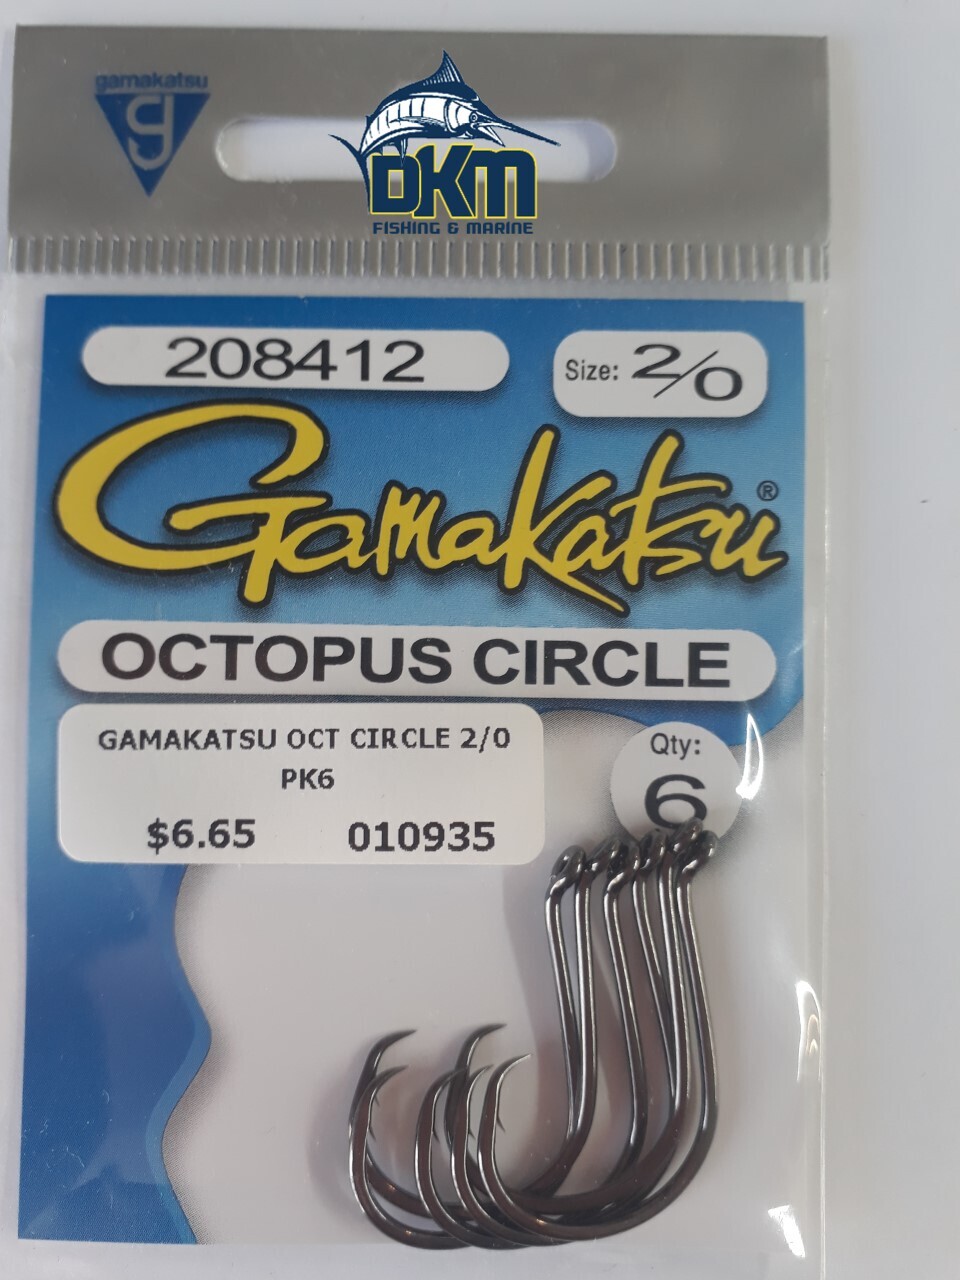 gamakatsu
g
DKM
FISHING & MARINE
208412
Size: 2/0
Gamakatsu®
OCTOPUS CIRCLE
GAMAKATSU OCT CIRCLE 2/0
PK6
$6.65 010935
Qty:
6